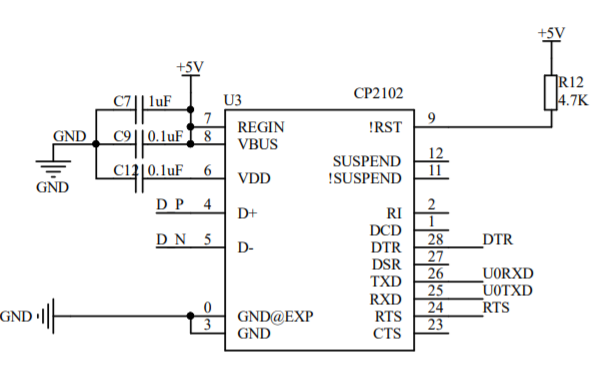 +5V
+5V
C7 1uF
U3
CP2102
R12
4.7K
7
REGIN
!RST
9
GND
C9 0.1uF
8
VBUS
C12 0.1uF
6
VDD
SUSPEND
12
!SUSPEND
11
GND
D_P
4
D+
RI
2
DCD
1
D_N
5
D-
DTR
28
DTR
DSR
27
TXD
26
U0RXD
RXD
25
U0TXD
GND
0
GND@EXP
RTS
24
RTS
3
GND
CTS
23